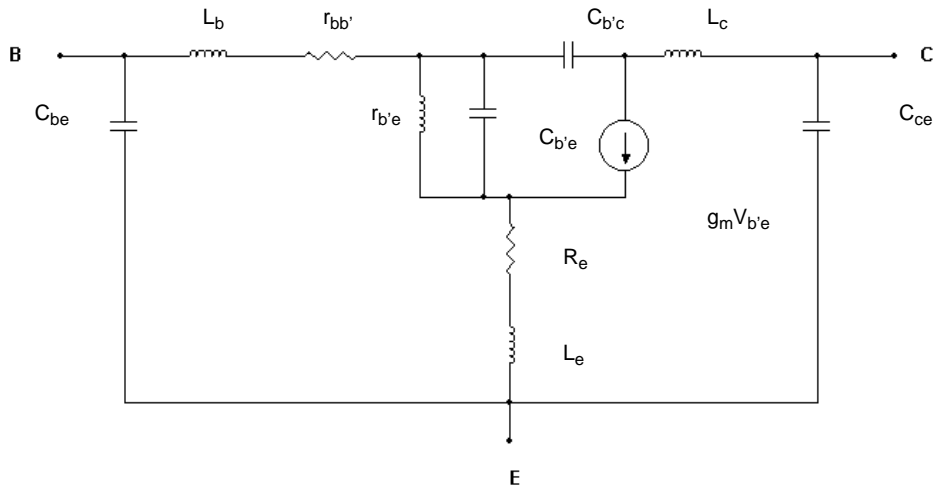 L_b
r_bb'
C_b'c
L_c
B
C
C_be
r_b'e
C_b'e
C_ce
g_mV_b'e
R_e
L_e
E